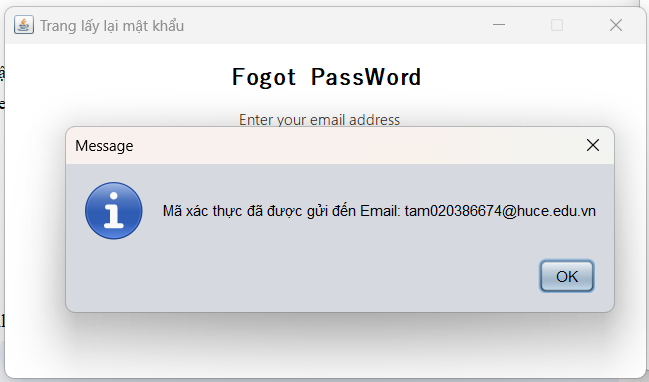 Trang lấy lại mật khẩu
Fogot PassWord
Enter your email address
Message
Mã xác thực đã được gửi đến Email: tam020386674@huce.edu.vn
OK